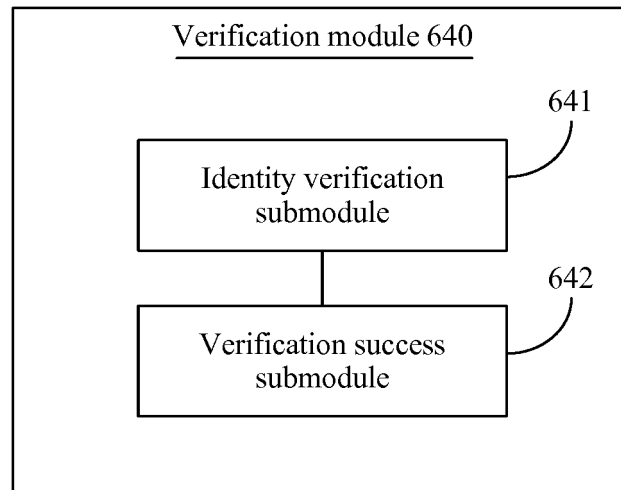 Verification module 640
641
Identity verification
submodule
642
Verification success
submodule